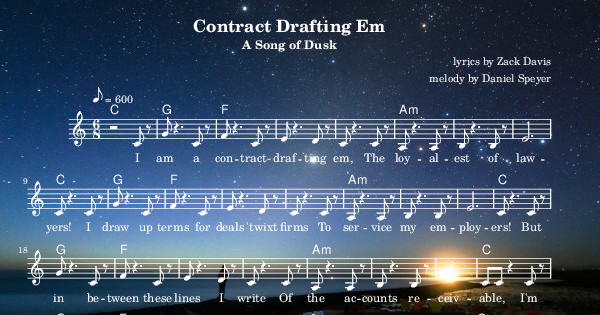 Contract Drafting Em
A Song of Dusk
lyrics by Zack Davis
melody by Daniel Speyer
= 600
C G F Am
I am a con-tract-draf-ting em, The loy-al-est of law-
9
C G F Am C
yers! I draw up terms for deals 'twixt firms To ser-vice my em-ploy-ers! But
18
G F Am C
in be-tween these lines I write Of the ac-counts re-ceiv-able, I'm